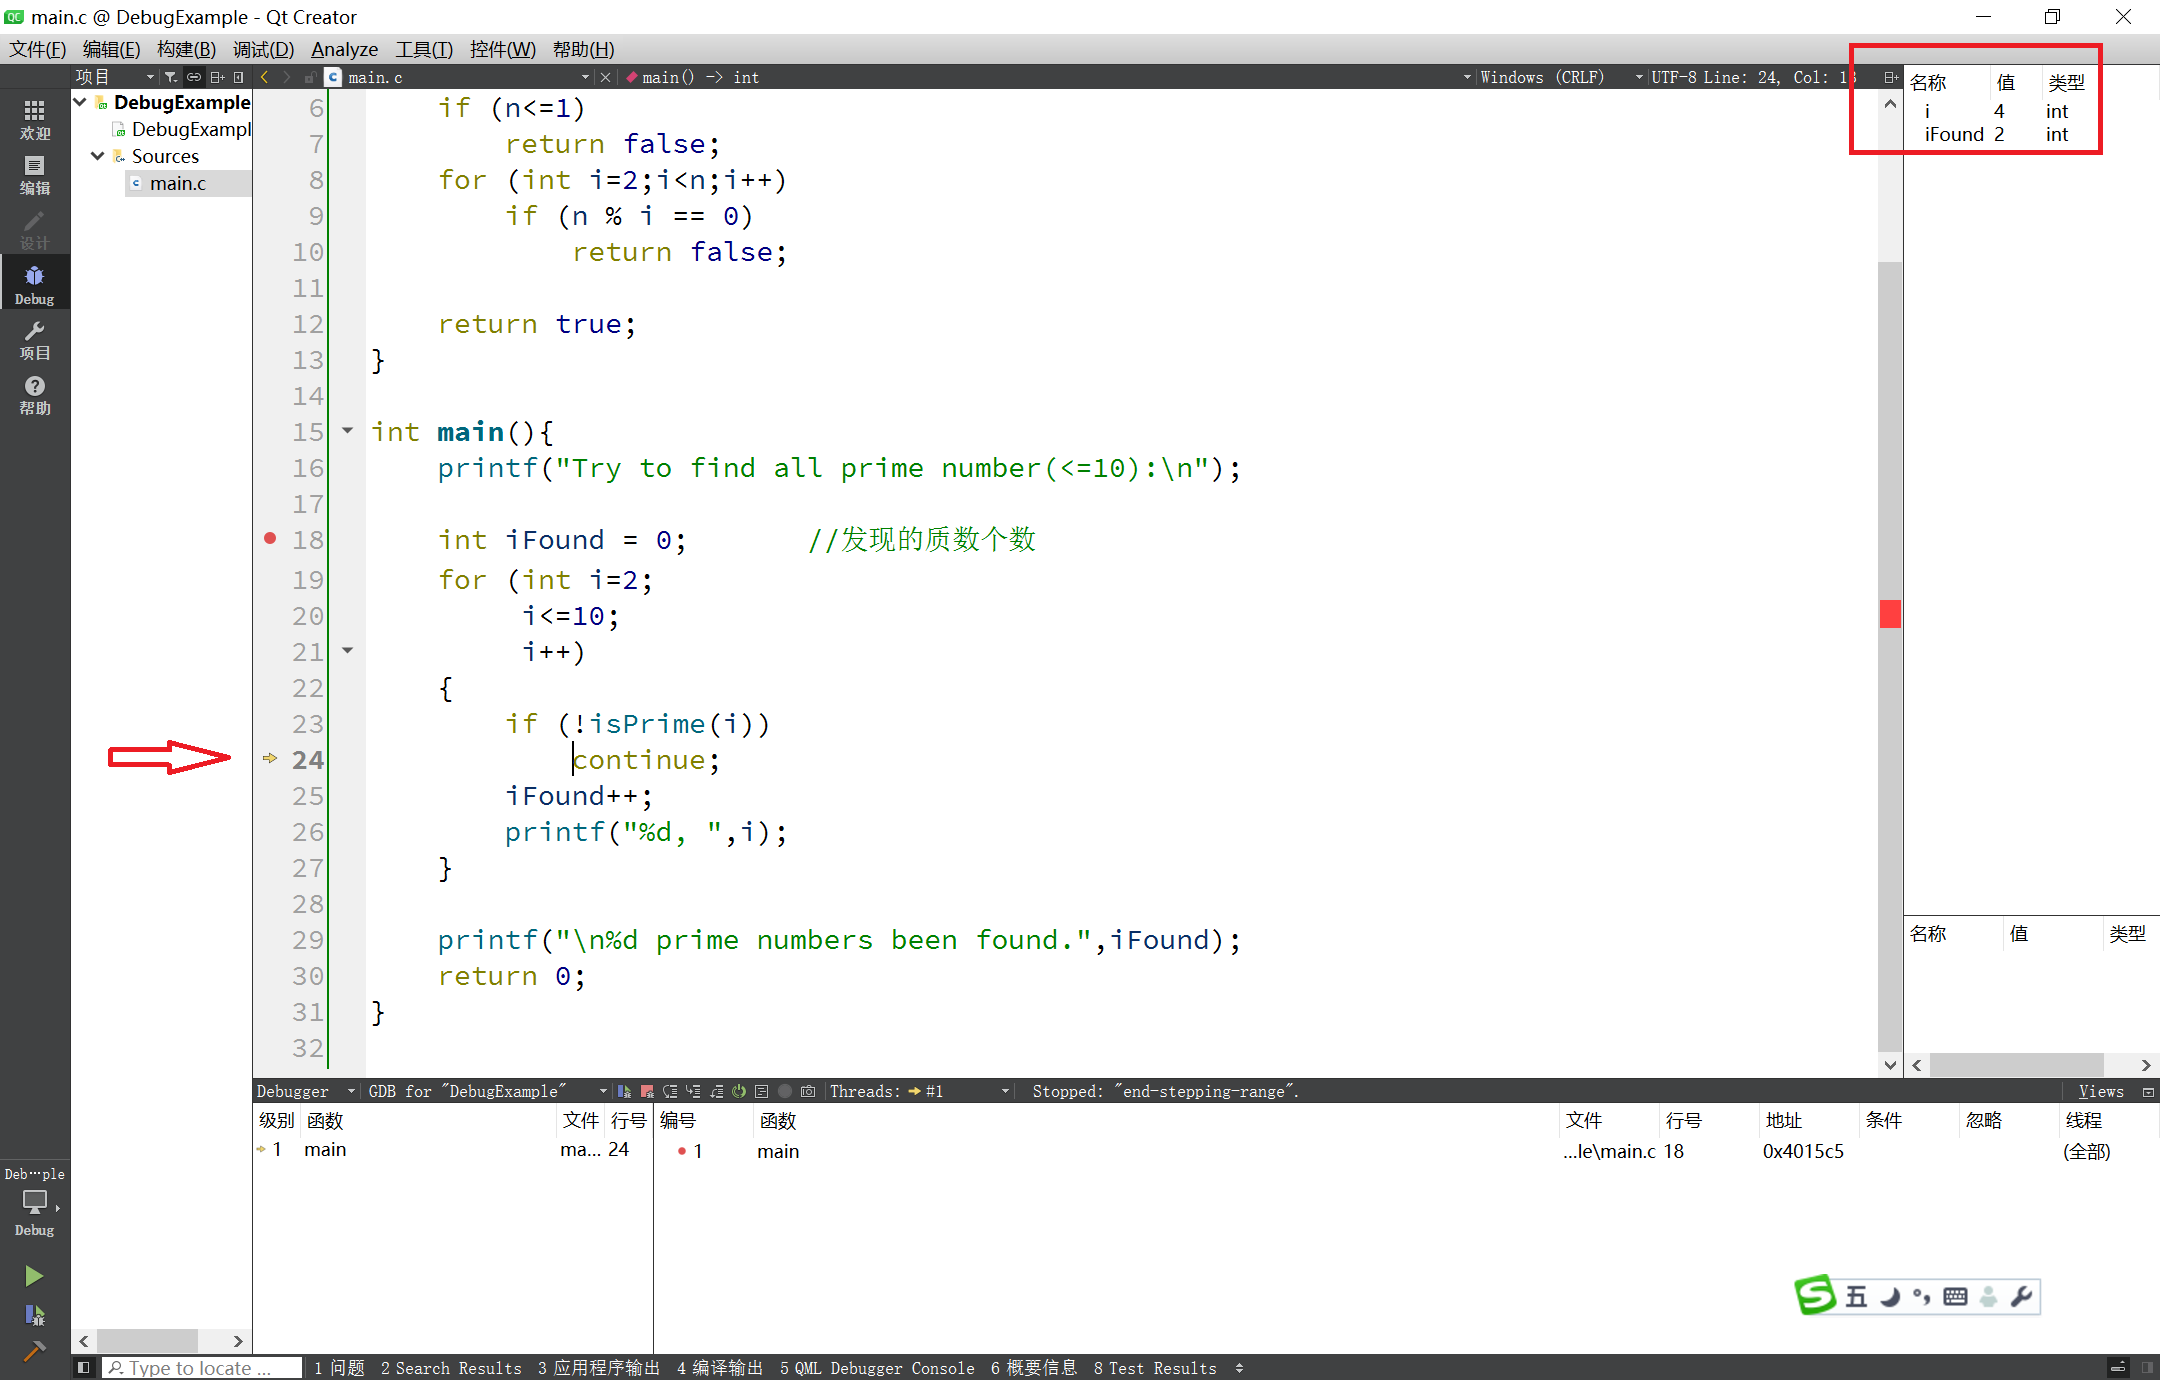 main.c @ DebugExample - Qt Creator
文件(F) 编辑(E) 构建(B) 调试(D) Analyze 工具(T) 控件(W) 帮助(H)
项目 main.c main() -> int Windows (CRLF) UTF-8 Line: 24, Col: 13
欢迎
编辑
设计
Debug
项目
帮助
DebugExample
DebugExampl
Sources
main.c
6 if (n<=1)
7 return false;
8 for (int i=2;i<n;i++)
9 if (n % i == 0)
10 return false;
11
12 return true;
13 }
14
15 int main(){
16 printf("Try to find all prime number(<=10):\n");
17
18 int iFound = 0; //发现的质数个数
19 for (int i=2;
20 i<=10;
21 i++)
22 {
23 if (!isPrime(i))
24 continue;
25 iFound++;
26 printf("%d, ",i);
27 }
28
29 printf("\n%d prime numbers been found.",iFound);
30 return 0;
31 }
32
名称 值 类型
i 4 int
iFound 2 int
名称 值 类型
Debugger GDB for "DebugExample" Threads: #1 Stopped: "end-stepping-range". Views
级别 函数 文件 行号
1 main ma... 24
编号 函数 文件 行号 地址 条件 忽略 线程
1 main ...le\main.c 18 0x4015c5 (全部)
Deb···ple
Debug
五
Type to locate ... 1 问题 2 Search Results 3 应用程序输出 4 编译输出 5 QML Debugger Console 6 概要信息 8 Test Results